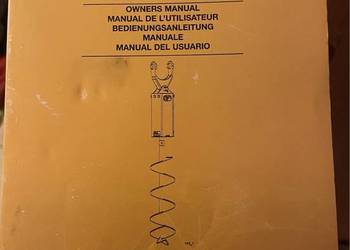 OWNERS MANUAL
MANUAL DE L'UTILISATEUR
BEDIENUNGSANLEITUNG
MANUALE
MANUAL DEL USUARIO